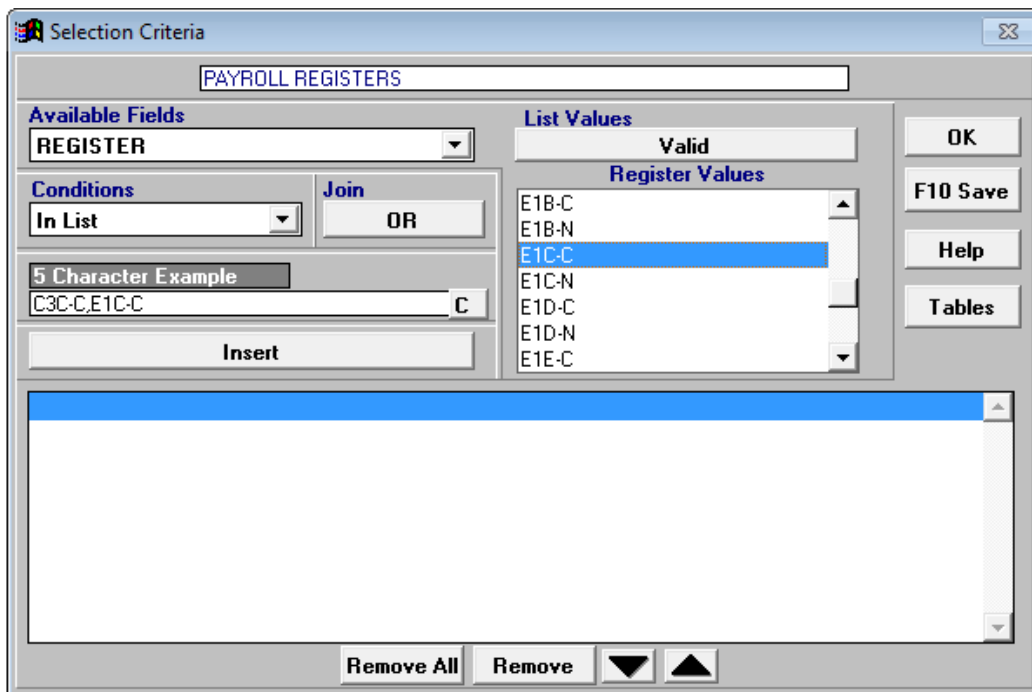 Selection Criteria
PAYROLL REGISTERS
Available Fields
REGISTER
List Values
Valid
OK
Conditions
In List
Join
OR
Register Values
E1B-C
E1B-N
E1C-C
E1C-N
E1D-C
E1D-N
E1E-C
F10 Save
Help
Tables
5 Character Example
C3C-C,E1C-C
C
Insert
Remove All
Remove